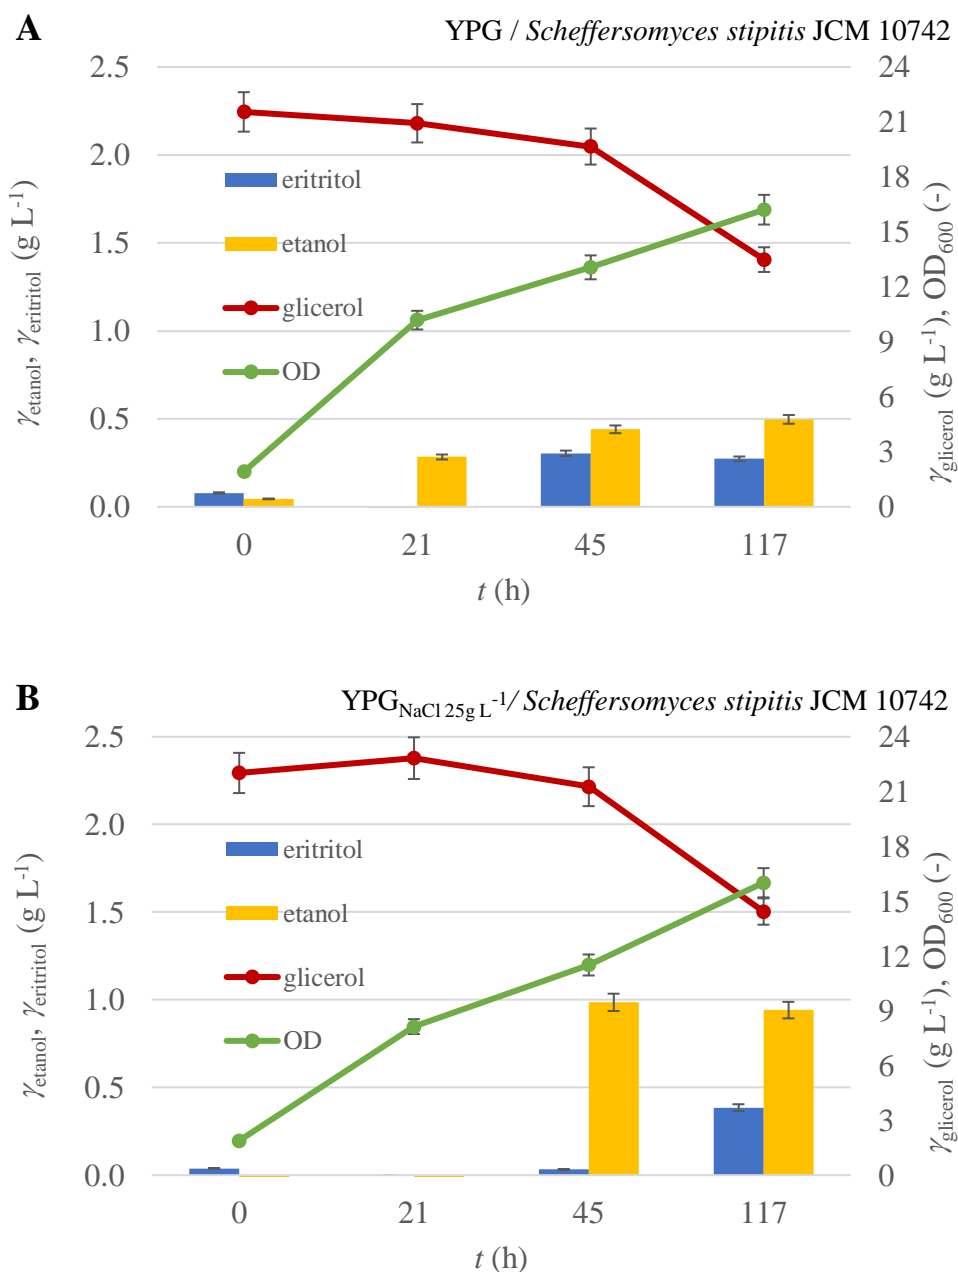 A
YPG / Scheffersomyces stipitis JCM 10742
2.5
2.0
1.5
1.0
0.5
0.0
24
21
18
15
12
9
6
3
0
γetanol, γeritritol (g L-1)
γglicerol (g L-1), OD600 (-)
eritritol
etanol
glicerol
OD
0 21 45 117
t (h)
B
YPGNaCl 25g L-1/ Scheffersomyces stipitis JCM 10742
2.5
2.0
1.5
1.0
0.5
0.0
24
21
18
15
12
9
6
3
0
γetanol, γeritritol (g L-1)
γglicerol (g L-1), OD600 (-)
eritritol
etanol
glicerol
OD
0 21 45 117
t (h)